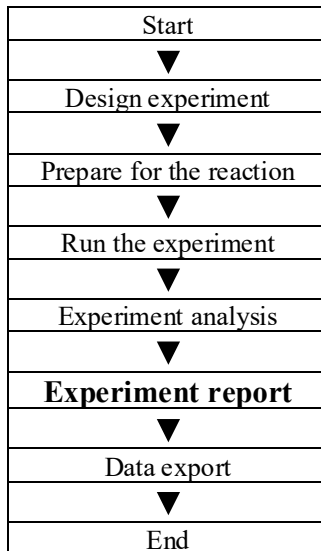 Start
Design experiment
Prepare for the reaction
Run the experiment
Experiment analysis
Experiment report
Data export
End